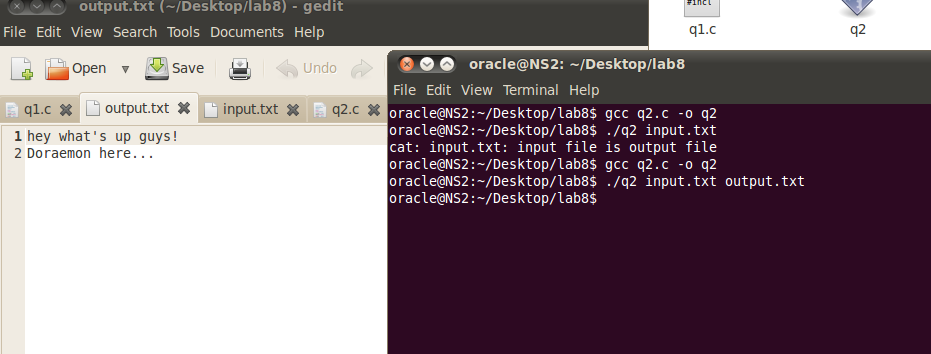 output.txt (~/Desktop/lab8) - gedit
File Edit View Search Tools Documents Help
Open Save Undo
q1.c output.txt input.txt q2.c
1 hey what's up guys!
2 Doraemon here...
#incl
q1.c q2
oracle@NS2: ~/Desktop/lab8
File Edit View Terminal Help
oracle@NS2:~/Desktop/lab8$ gcc q2.c -o q2
oracle@NS2:~/Desktop/lab8$ ./q2 input.txt
cat: input.txt: input file is output file
oracle@NS2:~/Desktop/lab8$ gcc q2.c -o q2
oracle@NS2:~/Desktop/lab8$ ./q2 input.txt output.txt
oracle@NS2:~/Desktop/lab8$